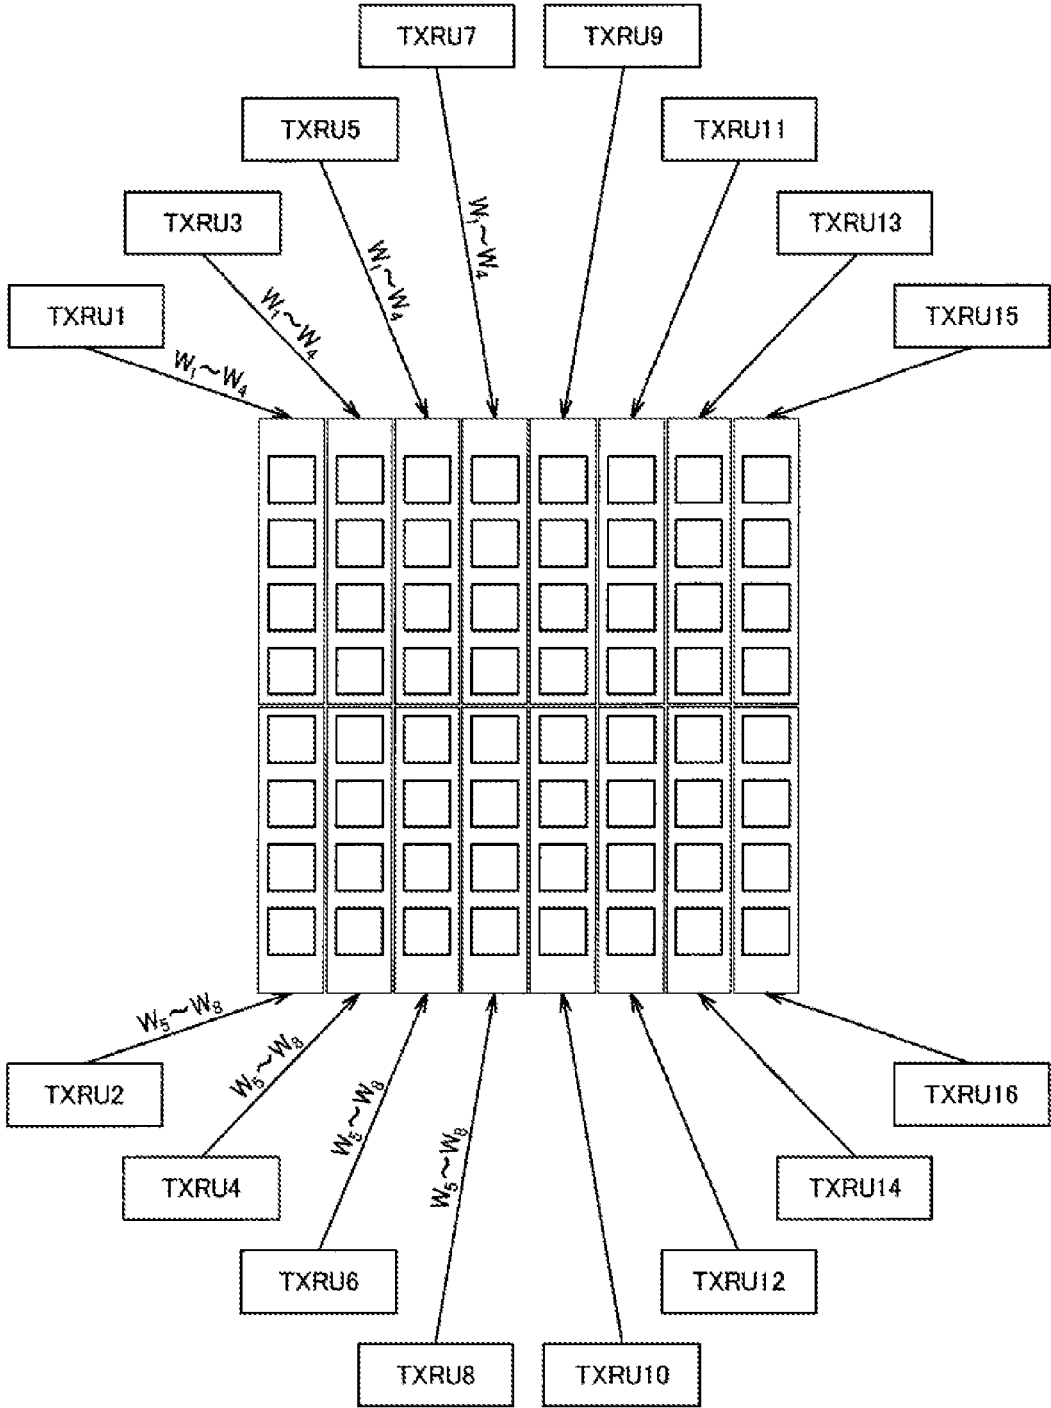 TXRU7
TXRU9
TXRU5
TXRU11
TXRU3
TXRU13
TXRU1
TXRU15
W₁~W₄
W₁~W₄
W₁~W₄
W₁~W₄
W₅~W₈
W₅~W₈
W₅~W₈
W₅~W₈
TXRU2
TXRU16
TXRU4
TXRU14
TXRU6
TXRU12
TXRU8
TXRU10